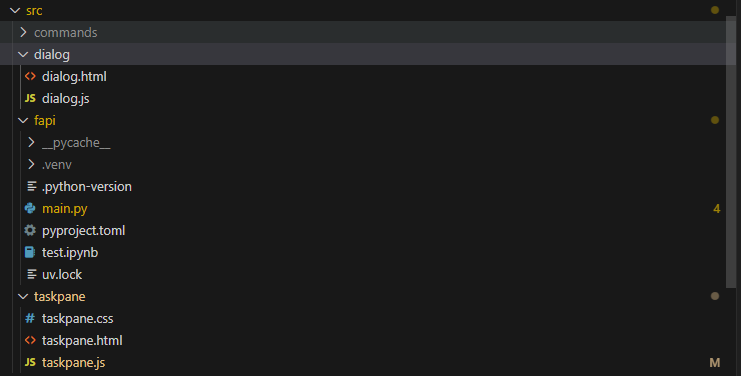 src
commands
dialog
dialog.html
JS dialog.js
fapi
__pycache__
.venv
.python-version
main.py 4
pyproject.toml
test.ipynb
uv.lock
taskpane
# taskpane.css
taskpane.html
JS taskpane.js M